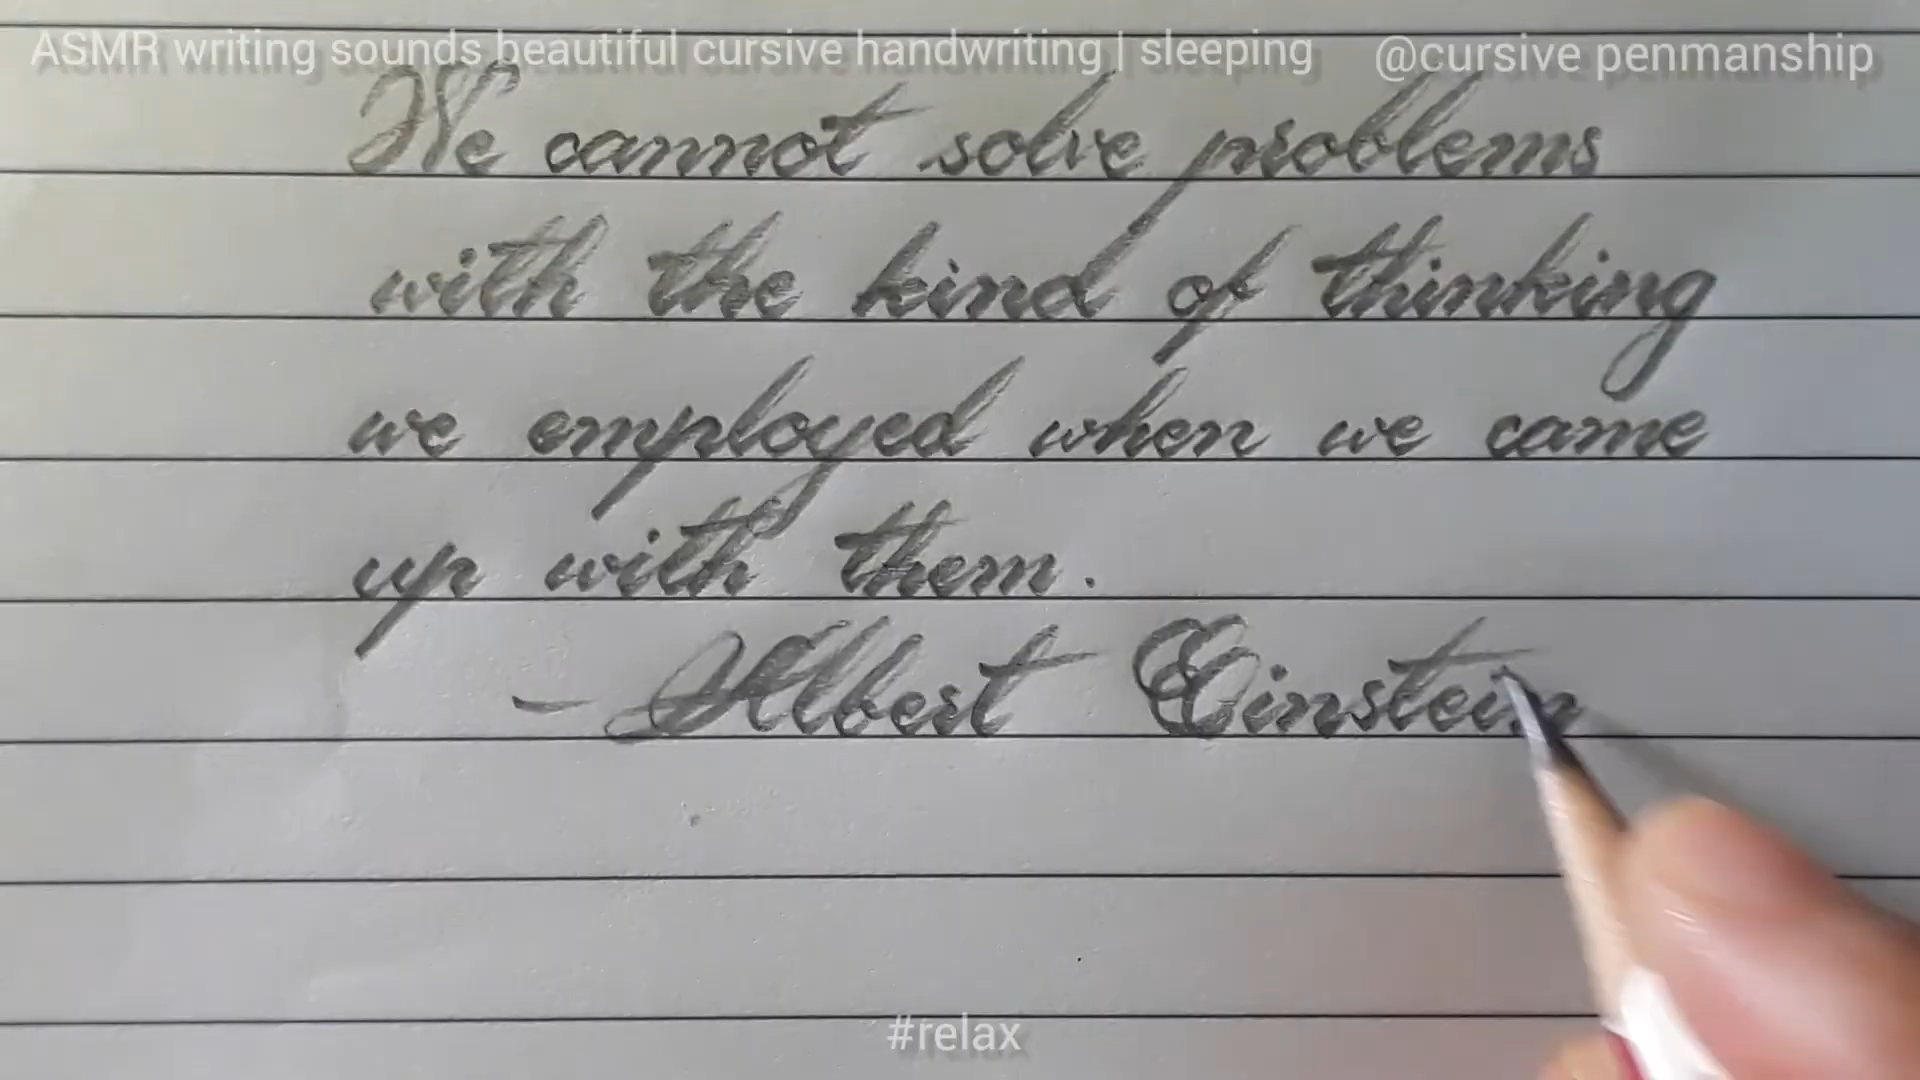 ASMR writing sounds beautiful cursive handwriting | sleeping @cursive penmanship
We cannot solve problems
with the kind of thinking
we employed when we came
up with them.
- Albert Einstein
#relax